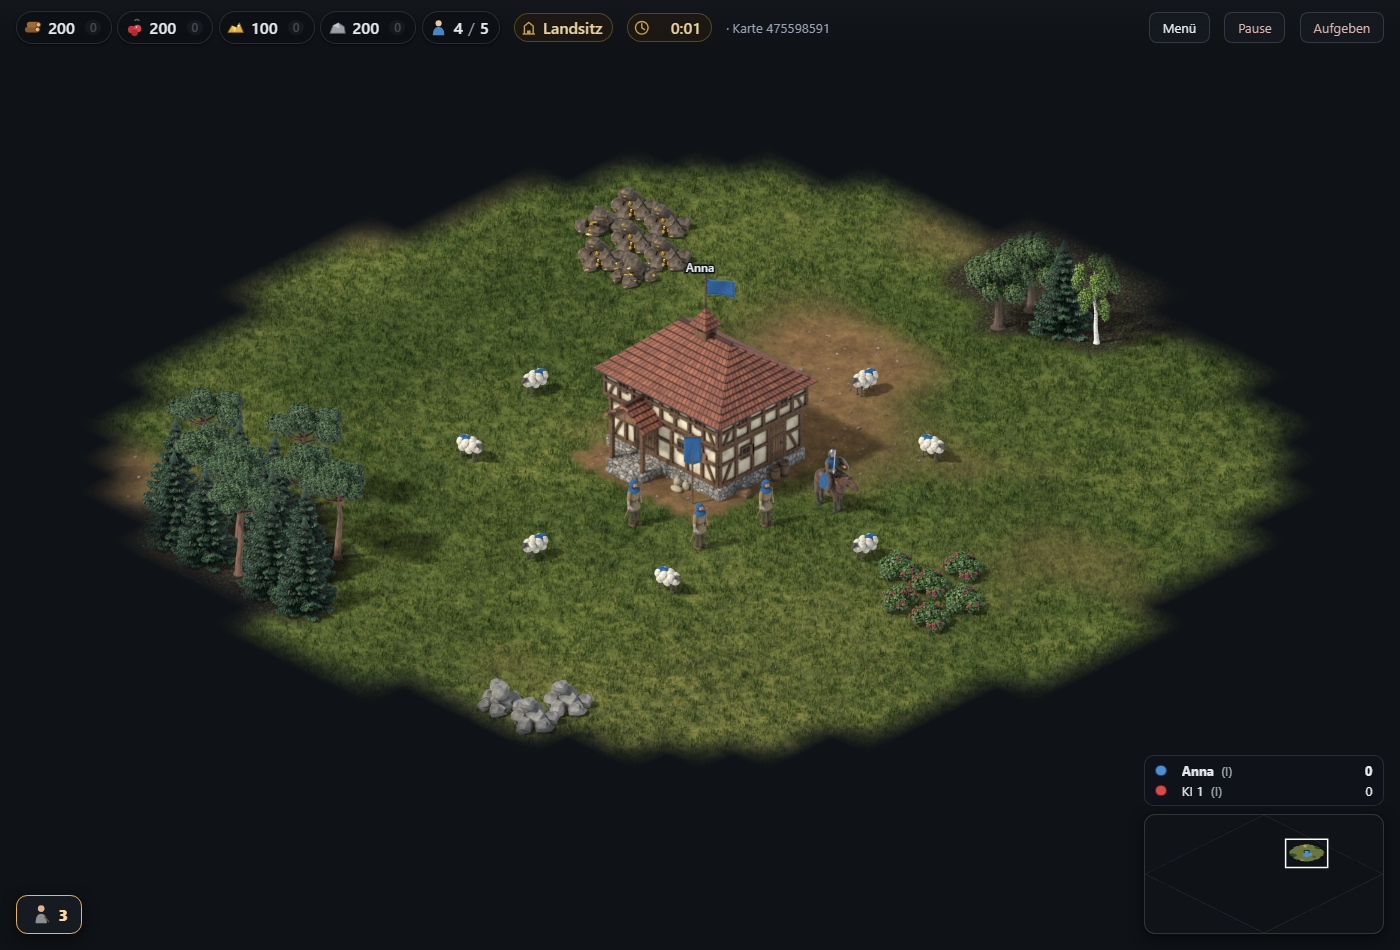 200 0 200 0 100 0 200 0 4 / 5 Landsitz 0:01 · Karte 475598591 Menü Pause Aufgeben
Anna
Anna (I) 0
KI 1 (I) 0
3